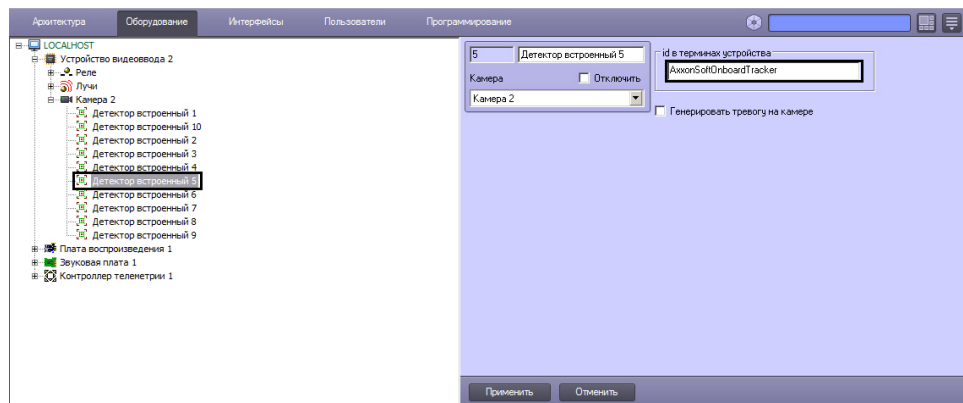 Архитектура Оборудование Интерфейсы Пользователи Программирование
LOCALHOST
Устройство видеоввода 2
Реле
Лучи
Камера 2
Детектор встроенный 1
Детектор встроенный 10
Детектор встроенный 2
Детектор встроенный 3
Детектор встроенный 4
Детектор встроенный 5
Детектор встроенный 6
Детектор встроенный 7
Детектор встроенный 8
Детектор встроенный 9
Плата воспроизведения 1
Звуковая плата 1
Контроллер телеметрии 1
5 Детектор встроенный 5
Камера Отключить
Камера 2
id в терминах устройства
AxxonSoftOnboardTracker
Генерировать тревогу на камере
Применить Отменить